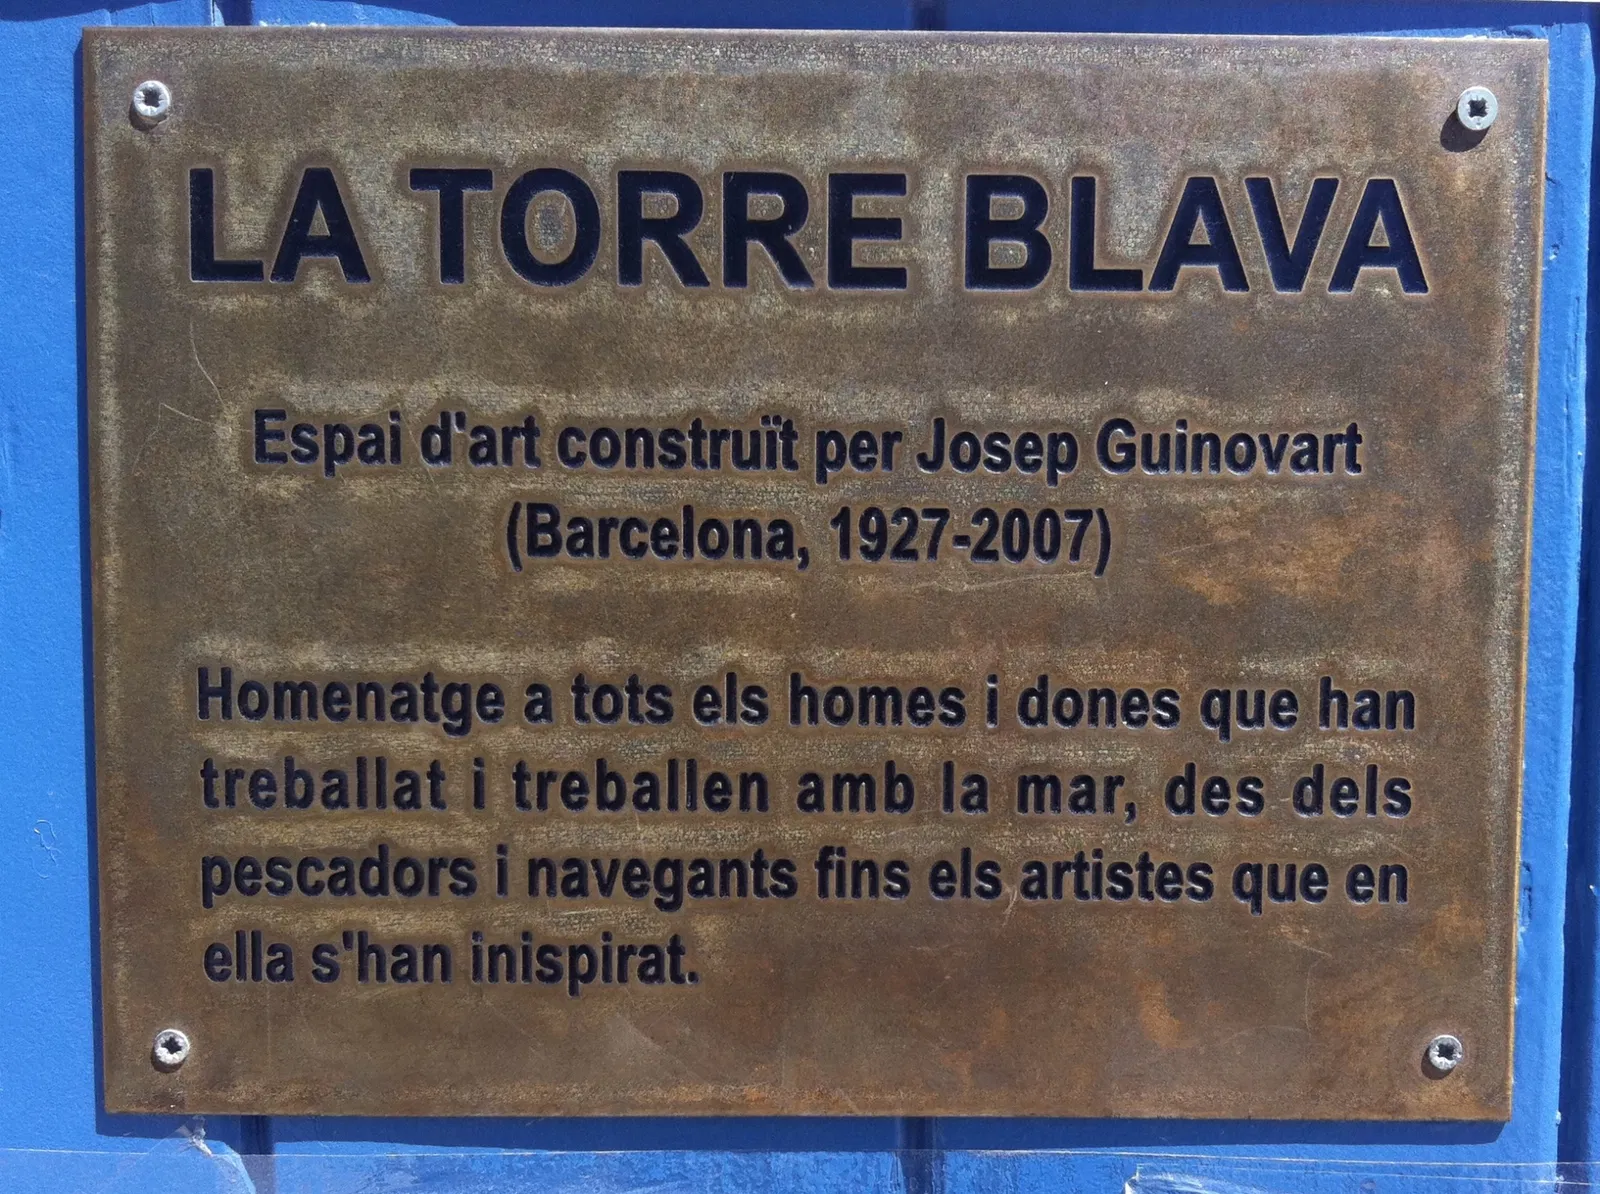 LA TORRE BLAVA
Espai d'art construït per Josep Guinovart
(Barcelona, 1927-2007)
Homenatge a tots els homes i dones que han
treballat i treballen amb la mar, des dels
pescadors i navegants fins els artistes que en
ella s'han inispirat.